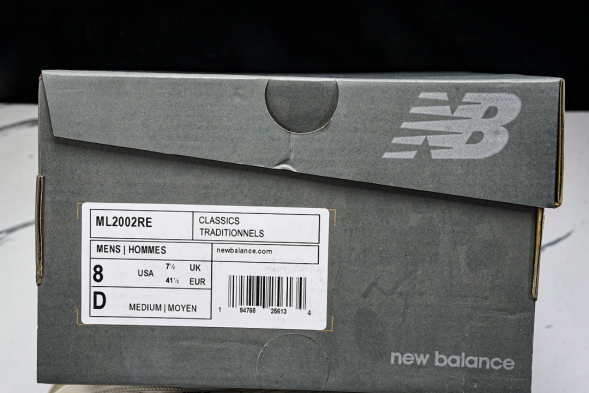 NB
ML2002RE
CLASSICS
TRADITIONNELS
MENS | HOMMES
newbalance.com
8 USA 7½ UK
41½ EUR
D MEDIUM | MOYEN
1 94768 25613 4
new balance